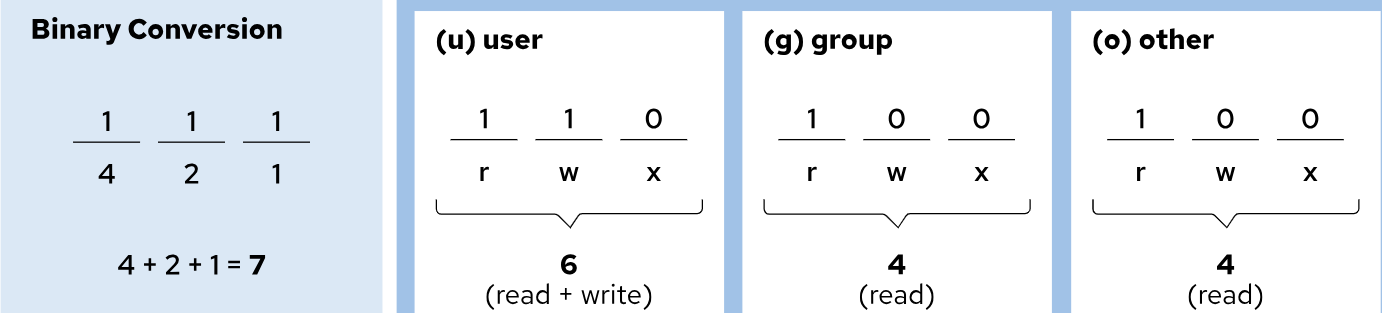 Binary Conversion
1 1 1
4 2 1
4 + 2 + 1 = 7
(u) user
1 1 0
r w x
6
(read + write)
(g) group
1 0 0
r w x
4
(read)
(o) other
1 0 0
r w x
4
(read)